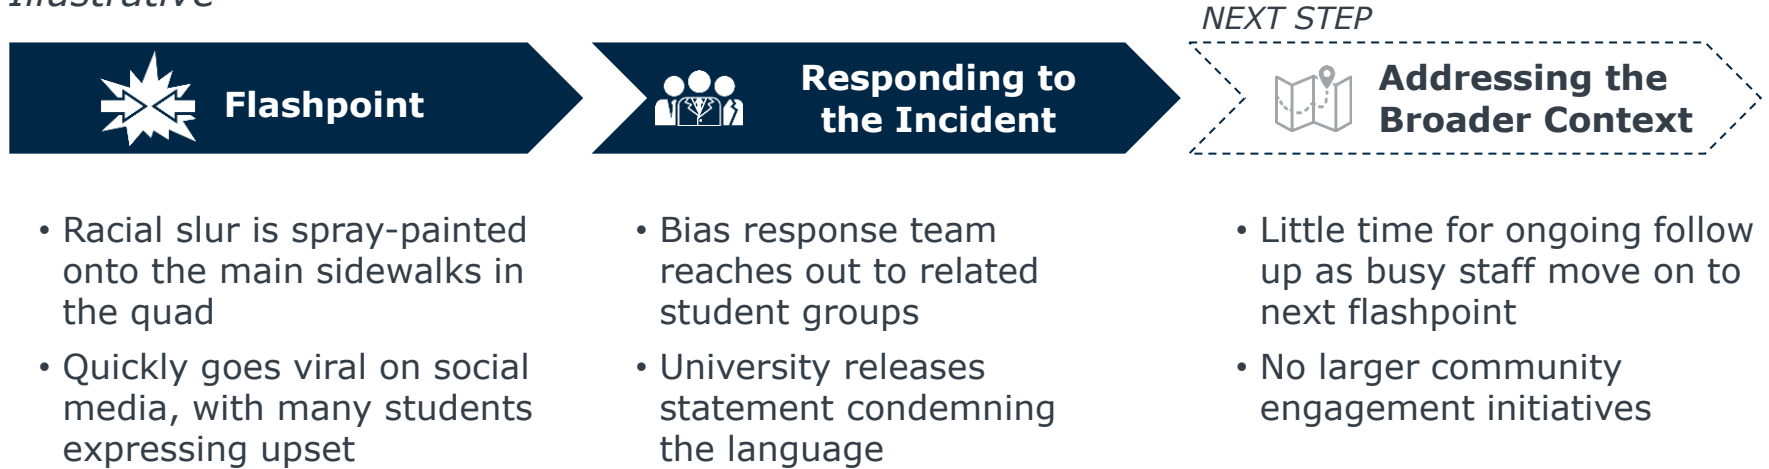 Illustrative
NEXT STEP
Flashpoint
Responding to
the Incident
Addressing the
Broader Context
• Racial slur is spray-painted
onto the main sidewalks in
the quad
• Quickly goes viral on social
media, with many students
expressing upset
• Bias response team
reaches out to related
student groups
• University releases
statement condemning
the language
• Little time for ongoing follow
up as busy staff move on to
next flashpoint
• No larger community
engagement initiatives